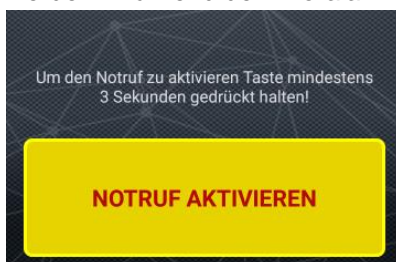 Um den Notruf zu aktivieren Taste mindestens
3 Sekunden gedrückt halten!
NOTRUF AKTIVIEREN